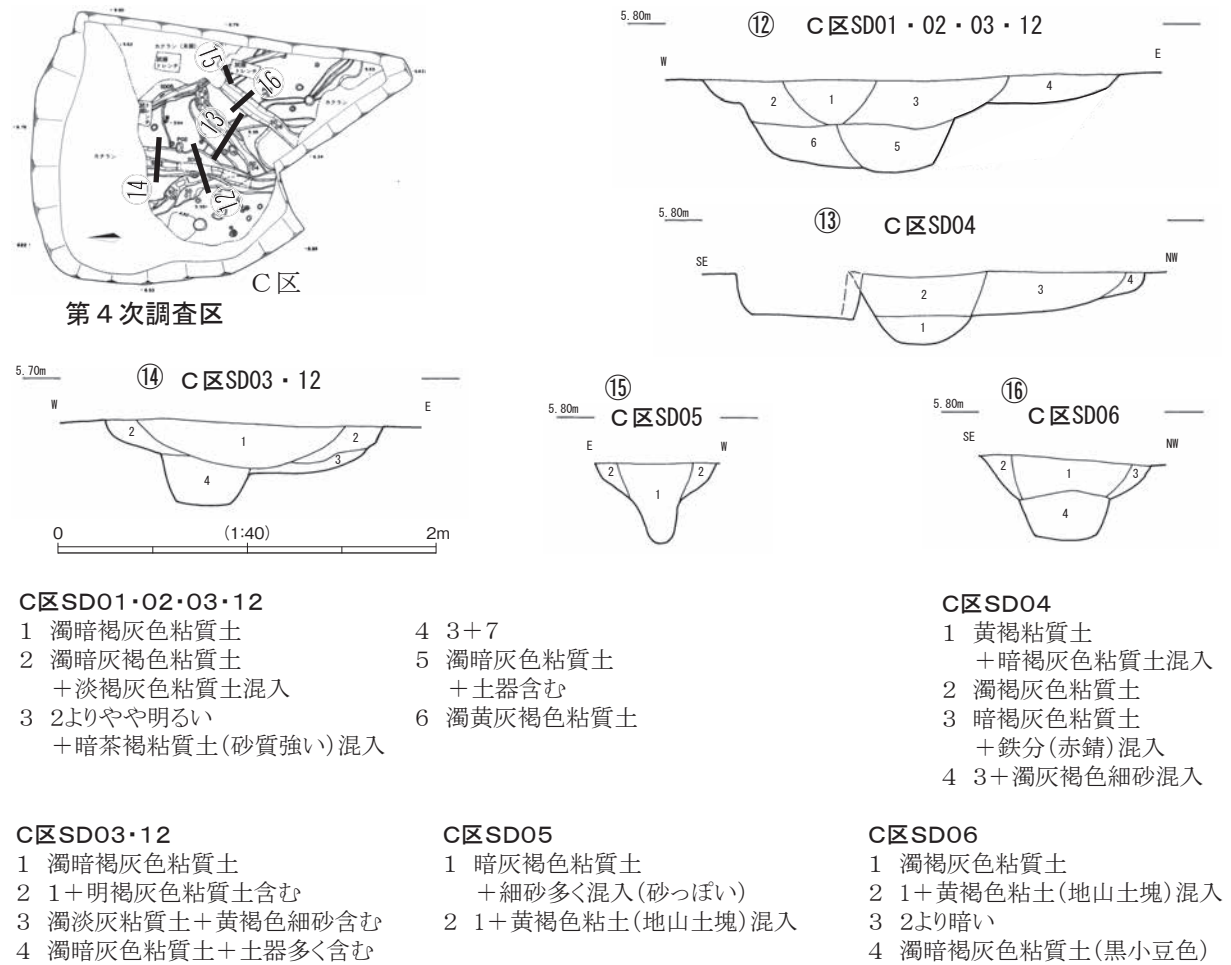 カクラン(表層)
試掘
トレンチ
カクラン
15
16
13
14
12
C区
第4次調査区
5.80m
⑫ C区SD01・02・03・12
W
E
2
1
3
4
6
5
5.80m
⑬ C区SD04
SE
NW
2
3
4
1
5.70m
⑭ C区SD03・12
W
E
2
1
2
3
4
0 (1:40) 2m
⑮
5.80m
C区SD05
E
W
2
1
2
⑯
5.80m
C区SD06
SE
NW
2
1
3
4
C区SD01・02・03・12
1 濁暗褐灰色粘質土
2 濁暗灰褐色粘質土
+淡褐灰色粘質土混入
3 2よりやや明るい
+暗茶褐粘質土(砂質強い)混入
4 3+7
5 濁暗灰色粘質土
+土器含む
6 濁黄灰褐色粘質土
C区SD04
1 黄褐粘質土
+暗褐灰色粘質土混入
2 濁褐灰色粘質土
3 暗褐灰色粘質土
+鉄分(赤錆)混入
4 3+濁灰褐色細砂混入
C区SD03・12
1 濁暗褐灰色粘質土
2 1+明褐灰色粘質土含む
3 濁淡灰粘質土+黄褐色細砂含む
4 濁暗灰色粘質土+土器多く含む
C区SD05
1 暗灰褐色粘質土
+細砂多く混入(砂っぽい)
2 1+黄褐色粘土(地山土塊)混入
C区SD06
1 濁褐灰色粘質土
2 1+黄褐色粘土(地山土塊)混入
3 2より暗い
4 濁暗褐灰色粘質土(黒小豆色)